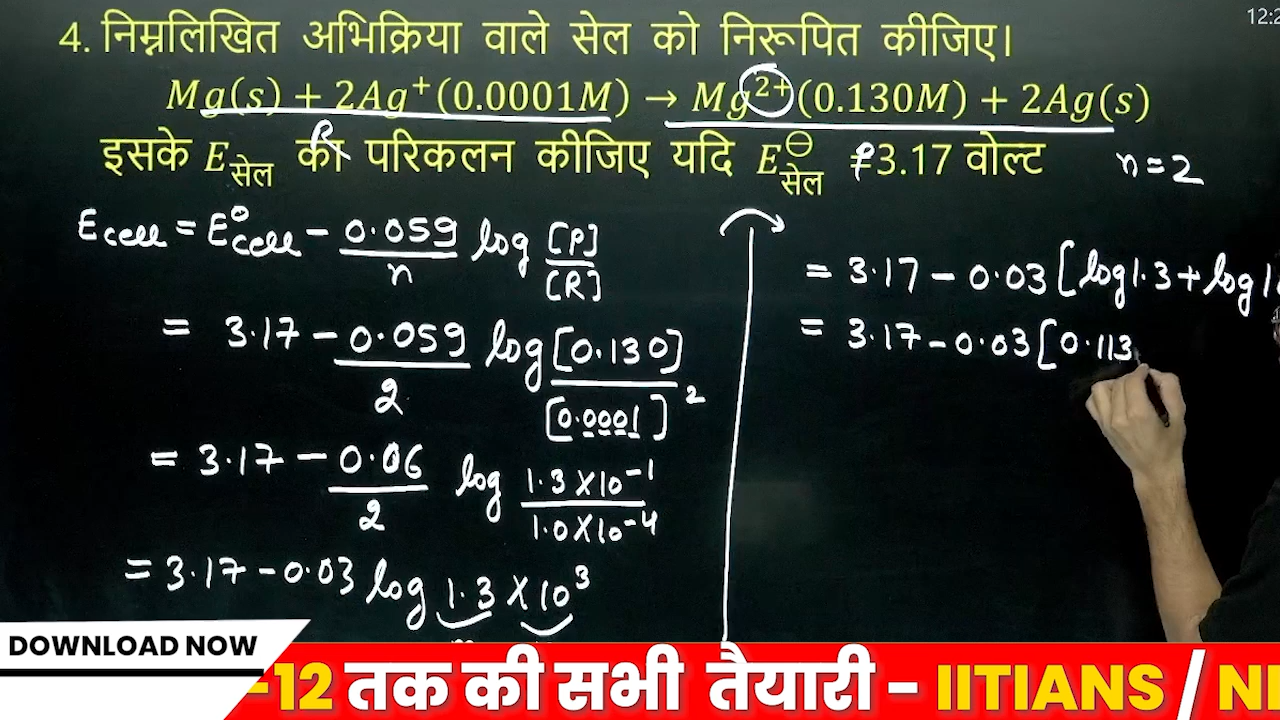 12:2
4. निम्नलिखित अभिक्रिया वाले सेल को निरूपित कीजिए।
Mg(s) + 2Ag⁺(0.0001M) → Mg²⁺(0.130M) + 2Ag(s)
इसके E सेल का परिकलन कीजिए यदि E⊖ सेल = 3.17 वोल्ट
n = 2
Ecell = E°cell - 0.059/n log [P]/[R]
= 3.17 - 0.059/2 log [0.130]/[0.0001]²
= 3.17 - 0.06/2 log 1.3×10⁻¹/1.0×10⁻⁴
= 3.17 - 0.03 log 1.3 × 10³
= 3.17 - 0.03 [log 1.3 + log 1
= 3.17 - 0.03 [0.113
DOWNLOAD NOW
-12 तक की सभी तैयारी - IITIANS / NE